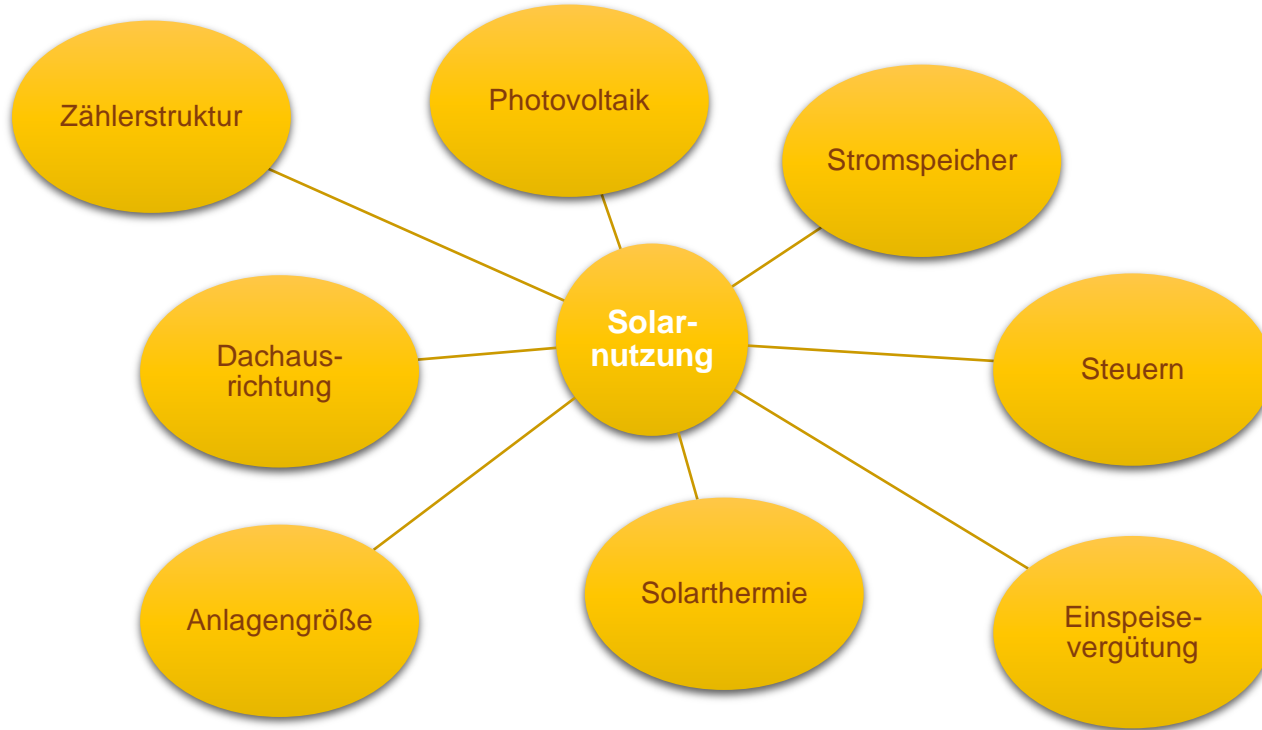 Zählerstruktur
Photovoltaik
Stromspeicher
Solar-
nutzung
Dachaus-
richtung
Steuern
Anlagengröße
Solarthermie
Einspeise-
vergütung